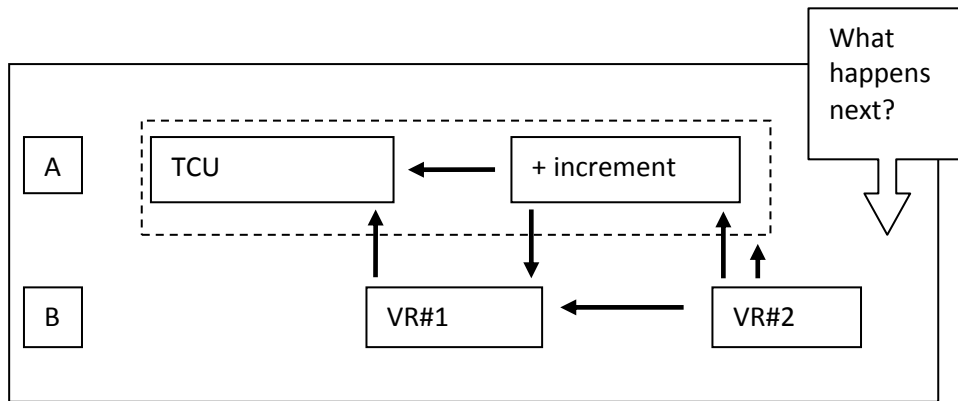 What
happens
next?
A
TCU
+ increment
B
VR#1
VR#2